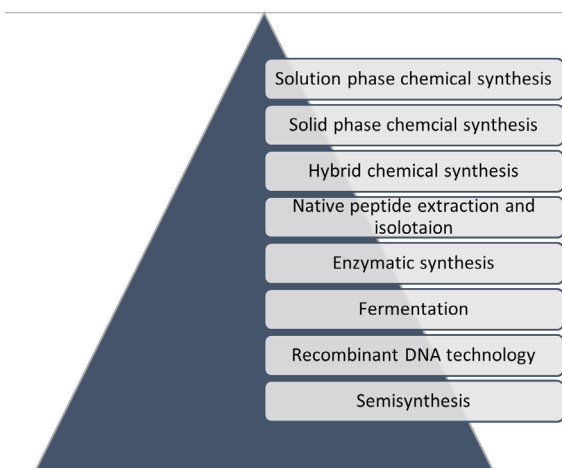 Solution phase chemical synthesis
Solid phase chemcial synthesis
Hybrid chemical synthesis
Native peptide extraction and
isolotaion
Enzymatic synthesis
Fermentation
Recombinant DNA technology
Semisynthesis